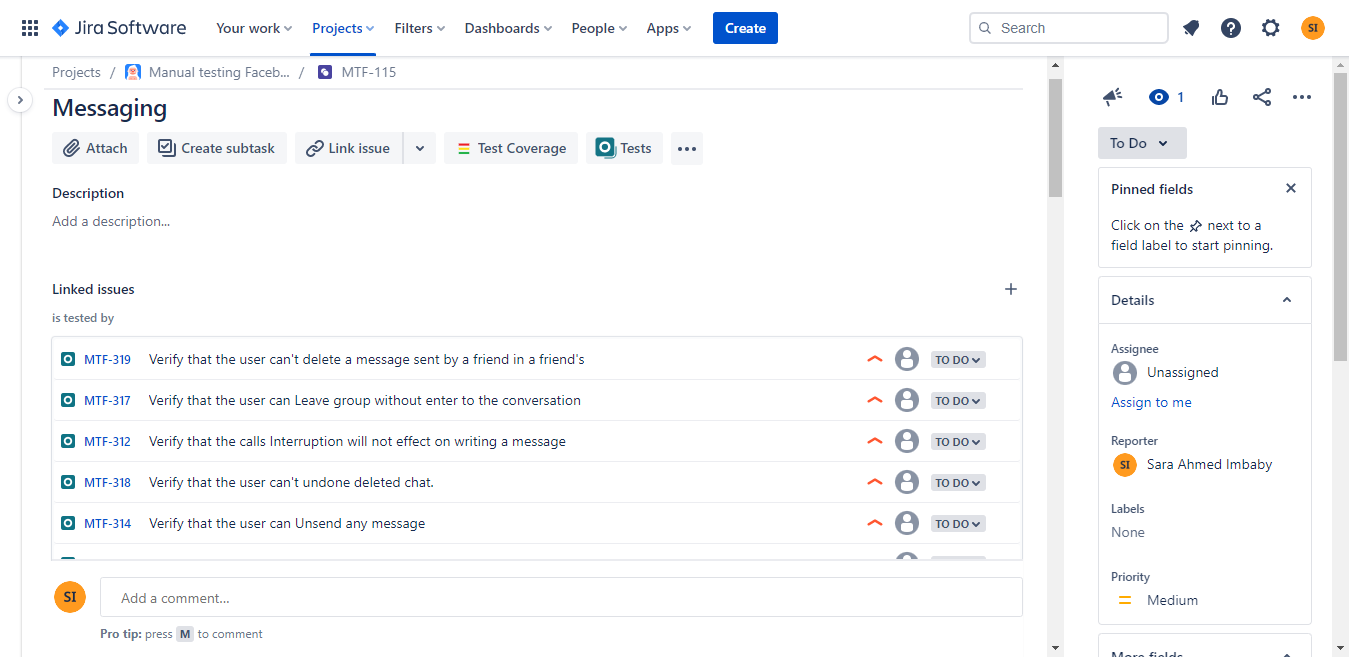 Jira Software
Your work
Projects
Filters
Dashboards
People
Apps
Create
Search
SI
Projects / Manual testing Faceb... / MTF-115
1
Messaging
Attach
Create subtask
Link issue
Test Coverage
Tests
To Do
Description
Add a description...
Pinned fields
Click on the next to a
field label to start pinning.
Linked issues
is tested by
MTF-319 Verify that the user can't delete a message sent by a friend in a friend's TO DO
MTF-317 Verify that the user can Leave group without enter to the conversation TO DO
MTF-312 Verify that the calls Interruption will not effect on writing a message TO DO
MTF-318 Verify that the user can't undone deleted chat. TO DO
MTF-314 Verify that the user can Unsend any message TO DO
SI
Add a comment...
Pro tip: press M to comment
Details
Assignee
Unassigned
Assign to me
Reporter
SI Sara Ahmed Imbaby
Labels
None
Priority
Medium
More fields